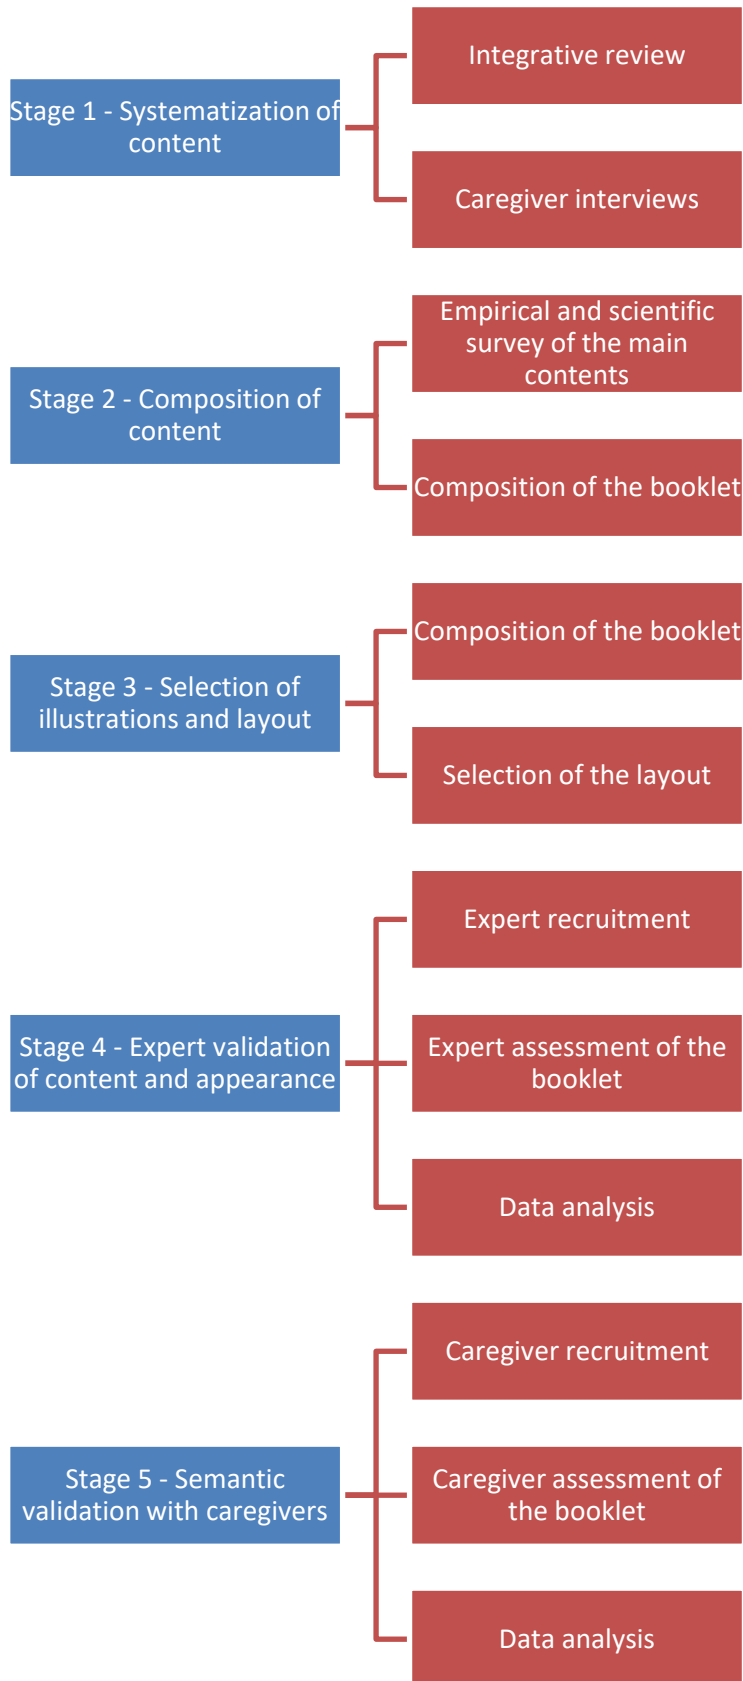 Stage 1 - Systematization of
content
Integrative review
Caregiver interviews
Stage 2 - Composition of
content
Empirical and scientific
survey of the main
contents
Composition of the booklet
Stage 3 - Selection of
illustrations and layout
Composition of the booklet
Selection of the layout
Stage 4 - Expert validation
of content and appearance
Expert recruitment
Expert assessment of the
booklet
Data analysis
Stage 5 - Semantic
validation with caregivers
Caregiver recruitment
Caregiver assessment of
the booklet
Data analysis